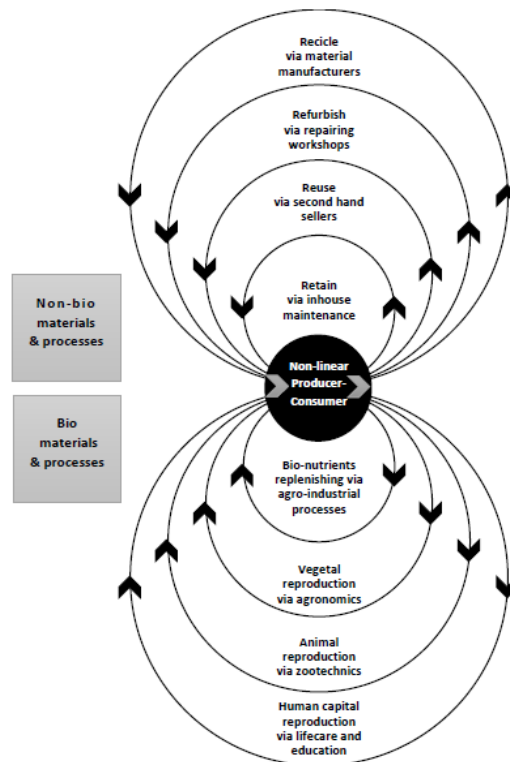 Recicle
via material
manufacturers
Refurbish
via repairing
workshops
Reuse
via second hand
sellers
Retain
via inhouse
maintenance
Non-bio
materials
& processes
Non-linear
Producer-
Consumer
Bio
materials
& processes
Bio-nutrients
replenishing via
agro-industrial
processes
Vegetal
reproduction
via agronomics
Animal
reproduction
via zootechnics
Human capital
reproduction
via lifecare and
education